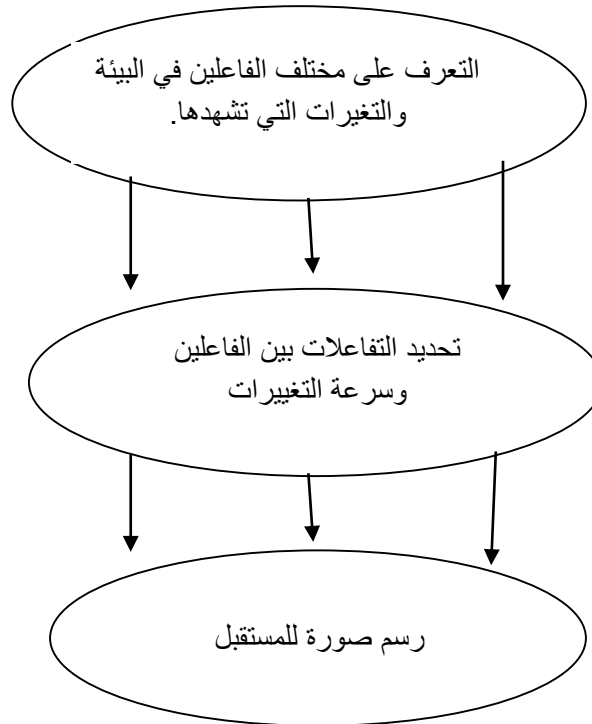 التعرف على مختلف الفاعلين في البيئة
والتغيرات التي تشهدها.
تحديد التفاعلات بين الفاعلين
وسرعة التغييرات
رسم صورة للمستقبل